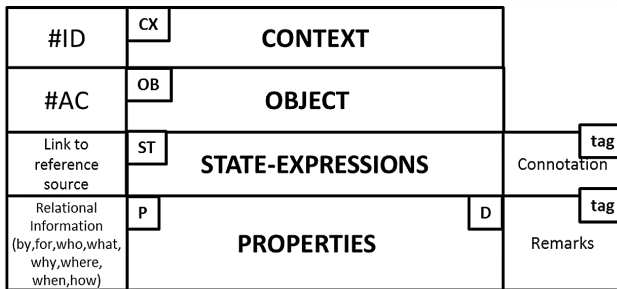 #ID
CX
CONTEXT
#AC
OB
OBJECT
Link to
reference
source
ST
STATE-EXPRESSIONS
tag
Connotation
Relational
Information
(by,for,who,what,
why,where,
when,how)
P
PROPERTIES
D
tag
Remarks